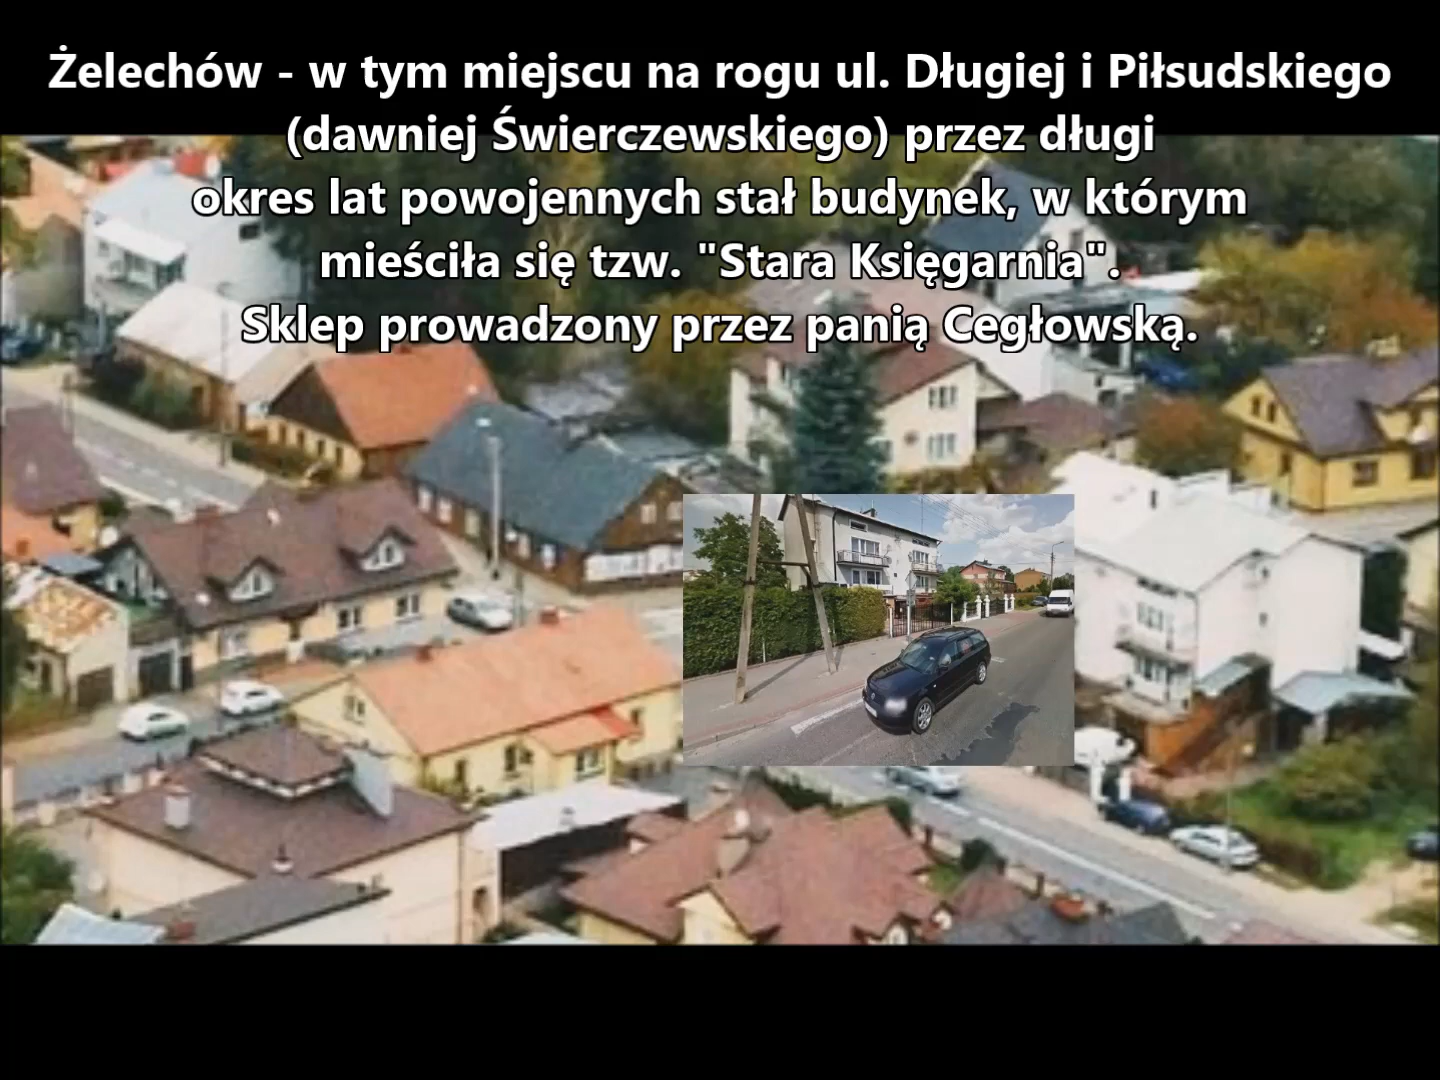 Żelechów - w tym miejscu na rogu ul. Długiej i Piłsudskiego
(dawniej Świerczewskiego) przez długi
okres lat powojennych stał budynek, w którym
mieściła się tzw. "Stara Księgarnia".
Sklep prowadzony przez panią Cegłowską.